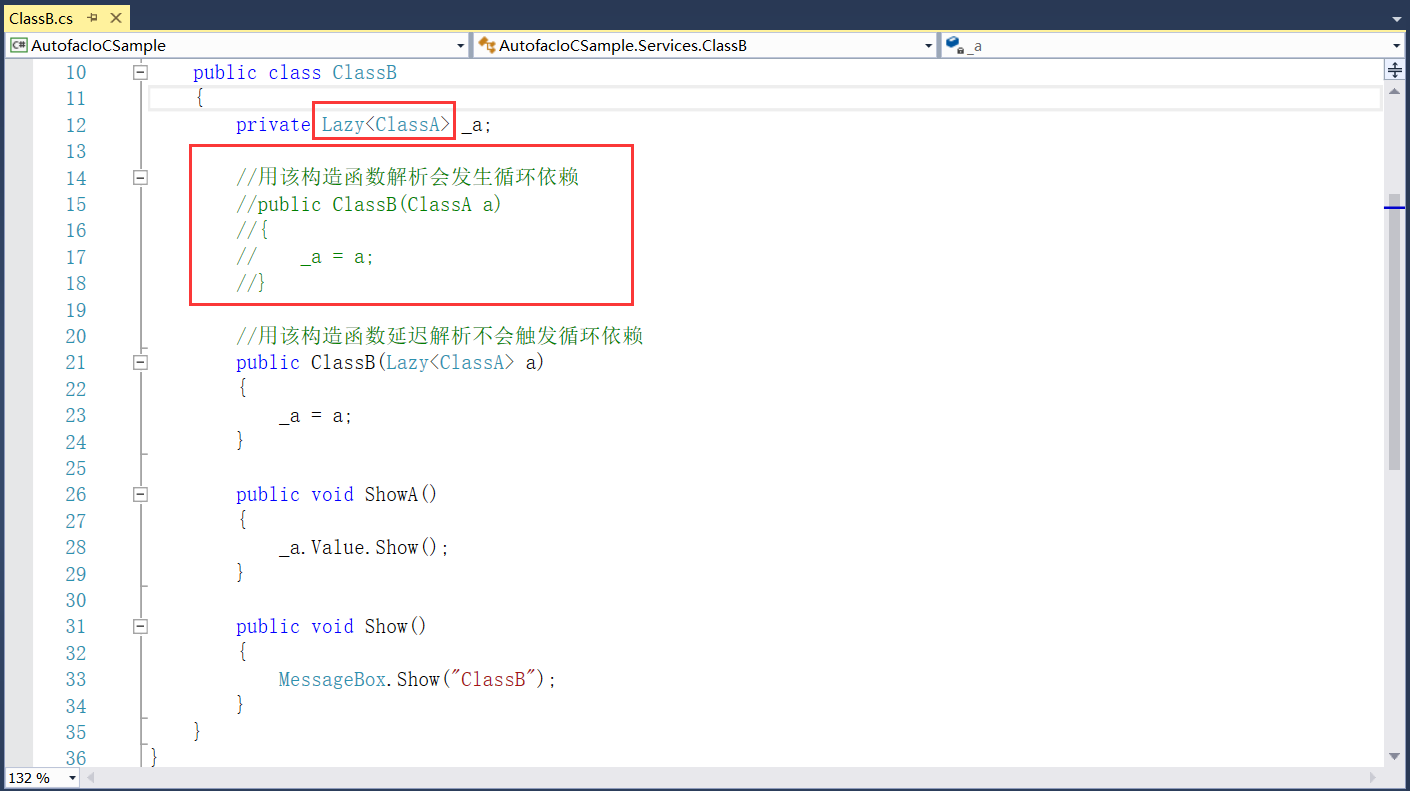 ClassB.cs
AutofacIoCSample AutofacIoCSample.Services.ClassB _a
10 public class ClassB
11 {
12 private Lazy<ClassA> _a;
13
14 //用该构造函数解析会发生循环依赖
15 //public ClassB(ClassA a)
16 //{
17 // _a = a;
18 //}
19
20 //用该构造函数延迟解析不会触发循环依赖
21 public ClassB(Lazy<ClassA> a)
22 {
23 _a = a;
24 }
25
26 public void ShowA()
27 {
28 _a.Value.Show();
29 }
30
31 public void Show()
32 {
33 MessageBox.Show("ClassB");
34 }
35 }
36 }
132 %